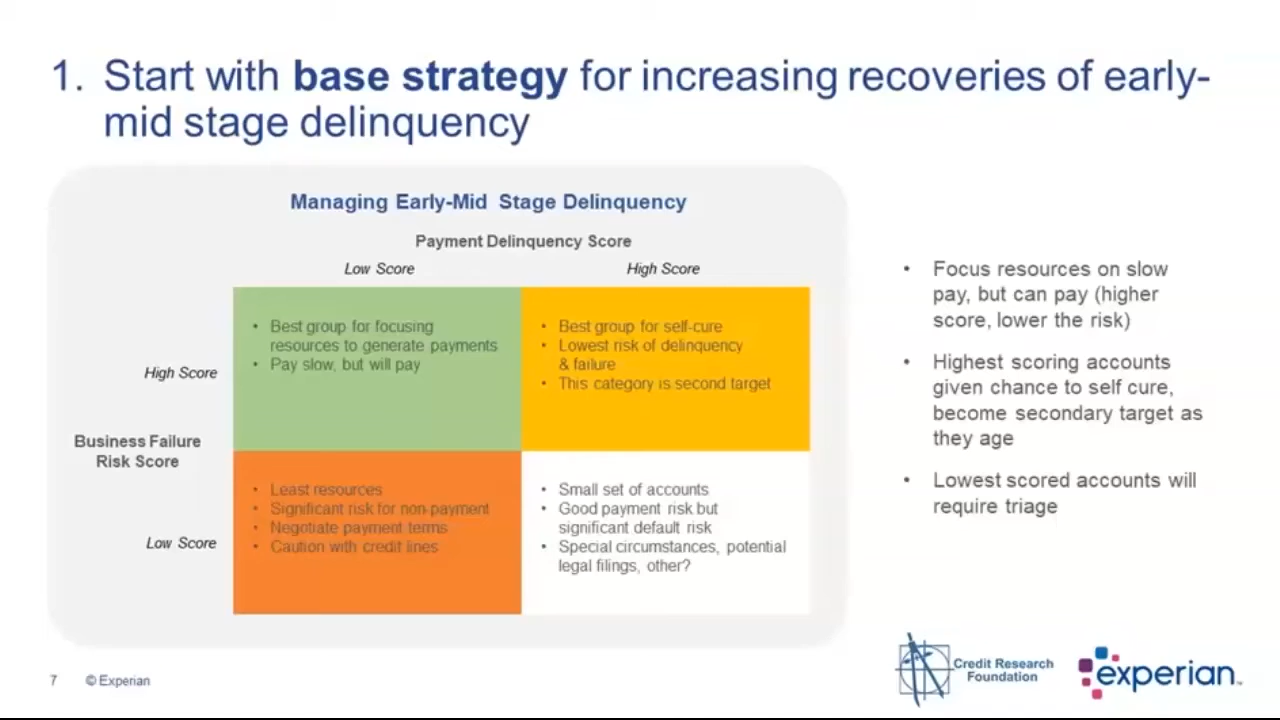 1. Start with base strategy for increasing recoveries of early-
mid stage delinquency
Managing Early-Mid Stage Delinquency
Payment Delinquency Score
Low Score
High Score
• Best group for focusing
resources to generate payments
• Pay slow, but will pay
• Best group for self-cure
• Lowest risk of delinquency
& failure
• This category is second target
High Score
Business Failure
Risk Score
Low Score
• Least resources
• Significant risk for non-payment
• Negotiate payment terms
• Caution with credit lines
• Small set of accounts
• Good payment risk but
significant default risk
• Special circumstances, potential
legal filings, other?
• Focus resources on slow
pay, but can pay (higher
score, lower the risk)
• Highest scoring accounts
given chance to self cure,
become secondary target as
they age
• Lowest scored accounts will
require triage
7 © Experian
Credit Research
Foundation
experian™